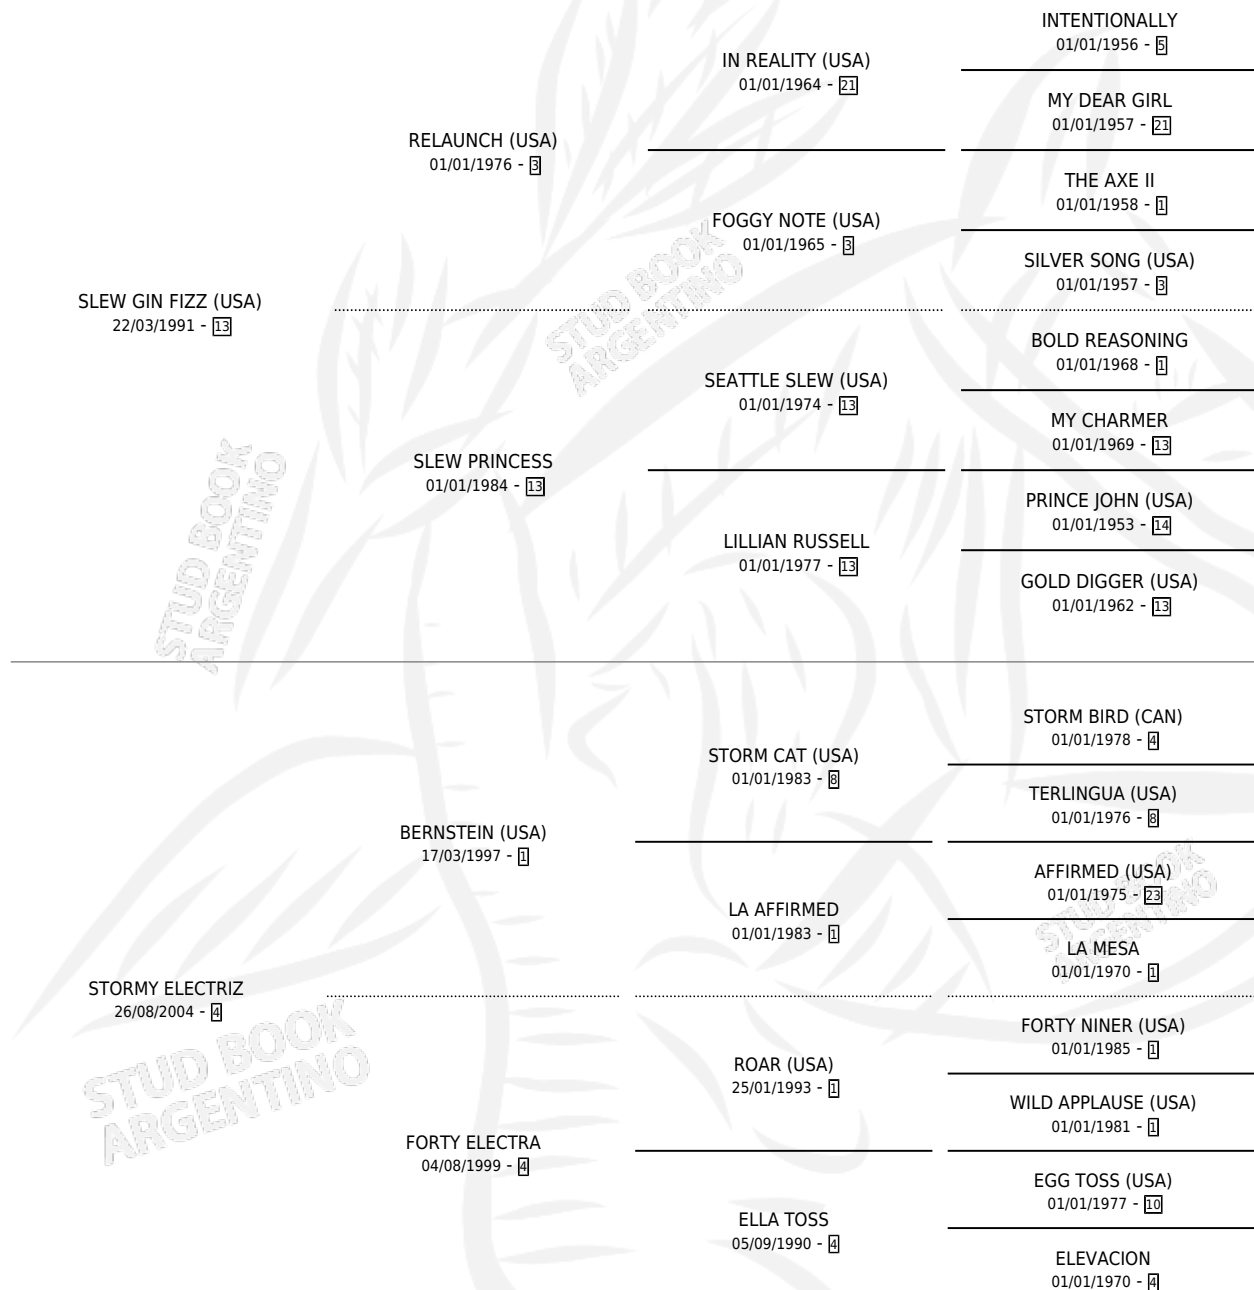 INTENTIONALLY
01/01/1956 - 5
IN REALITY (USA)
01/01/1964 - 21
MY DEAR GIRL
01/01/1957 - 21
RELAUNCH (USA)
01/01/1976 - 3
THE AXE II
01/01/1958 - 1
FOGGY NOTE (USA)
01/01/1965 - 3
SILVER SONG (USA)
01/01/1957 - 3
SLEW GIN FIZZ (USA)
22/03/1991 - 13
BOLD REASONING
01/01/1968 - 1
SEATTLE SLEW (USA)
01/01/1974 - 13
MY CHARMER
01/01/1969 - 13
SLEW PRINCESS
01/01/1984 - 13
PRINCE JOHN (USA)
01/01/1953 - 14
LILLIAN RUSSELL
01/01/1977 - 13
GOLD DIGGER (USA)
01/01/1962 - 13
STORM BIRD (CAN)
01/01/1978 - 4
STORM CAT (USA)
01/01/1983 - 8
TERLINGUA (USA)
01/01/1976 - 8
BERNSTEIN (USA)
17/03/1997 - 1
AFFIRMED (USA)
01/01/1975 - 23
LA AFFIRMED
01/01/1983 - 1
LA MESA
01/01/1970 - 1
STORMY ELECTRIZ
26/08/2004 - 4
FORTY NINER (USA)
01/01/1985 - 1
ROAR (USA)
25/01/1993 - 1
WILD APPLAUSE (USA)
01/01/1981 - 1
FORTY ELECTRA
04/08/1999 - 4
EGG TOSS (USA)
01/01/1977 - 10
ELLA TOSS
05/09/1990 - 4
ELEVACION
01/01/1970 - 4
STUD BOOK
ARGENTINO
STUD BOOK
ARGENTINO
STUD BOOK
ARGENTINO
STUD BOOK
ARGENTINO